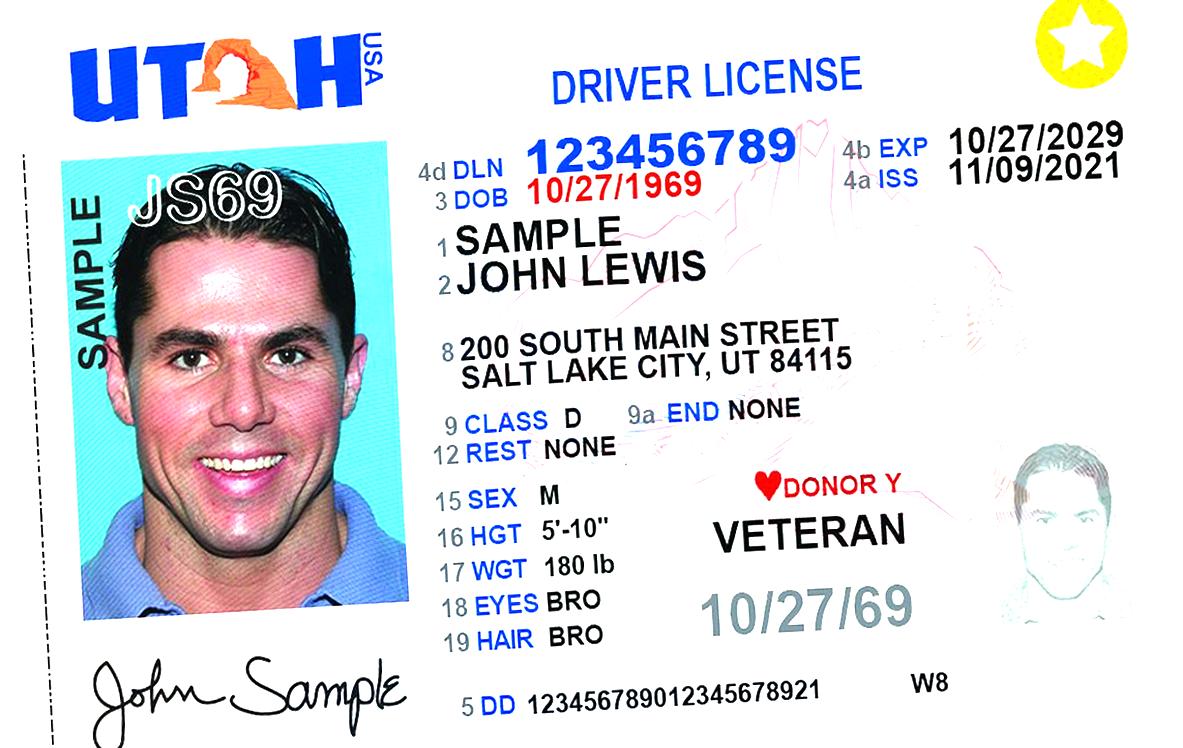 UTAH USA
DRIVER LICENSE
4d DLN 123456789
3 DOB 10/27/1969
4b EXP 10/27/2029
4a ISS 11/09/2021
SAMPLE
JS69
1 SAMPLE
2 JOHN LEWIS
8 200 SOUTH MAIN STREET
SALT LAKE CITY, UT 84115
9 CLASS D 9a END NONE
12 REST NONE
15 SEX M
16 HGT 5'-10"
17 WGT 180 lb
18 EYES BRO
19 HAIR BRO
♥DONOR Y
VETERAN
10/27/69
John Sample
5 DD 123456789012345678921
W8